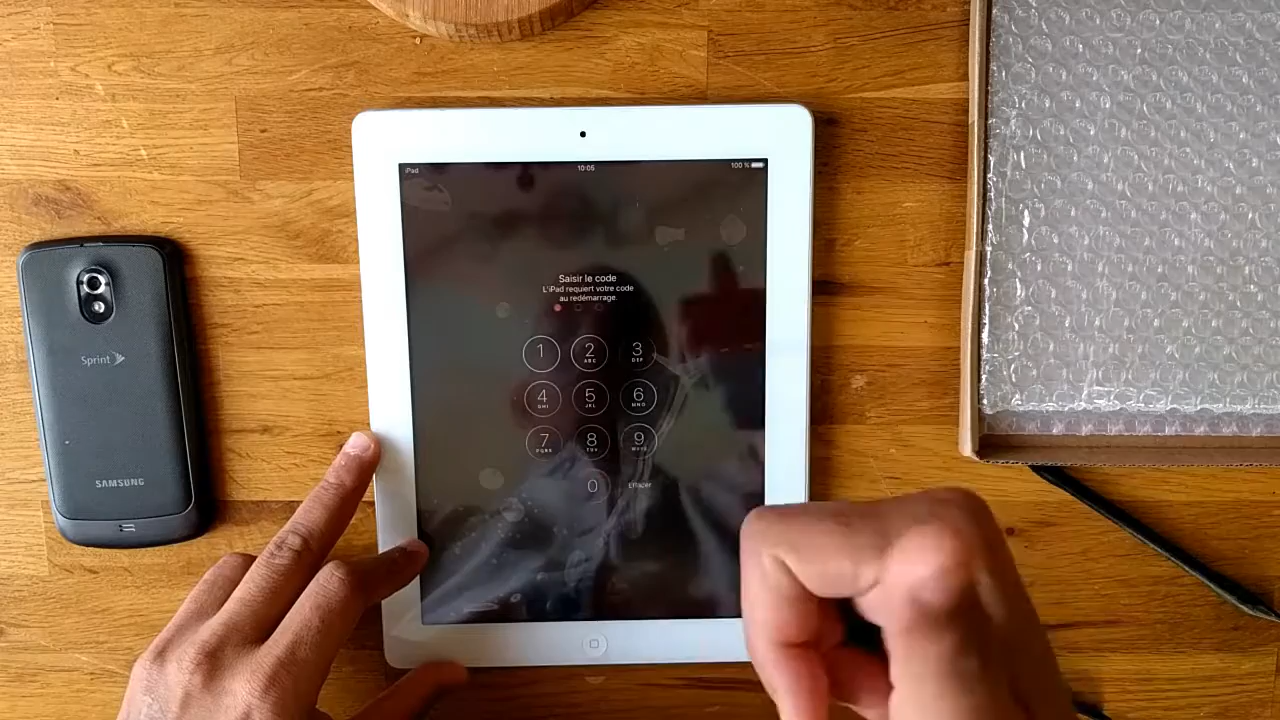 iPad
10:05
100 %
Saisir le code
L'iPad requiert votre code
au redémarrage.
1
2
ABC
3
DEF
4
GHI
5
JKL
6
MNO
7
PQRS
8
TUV
9
WXYZ
0
Effacer
Sprint
SAMSUNG